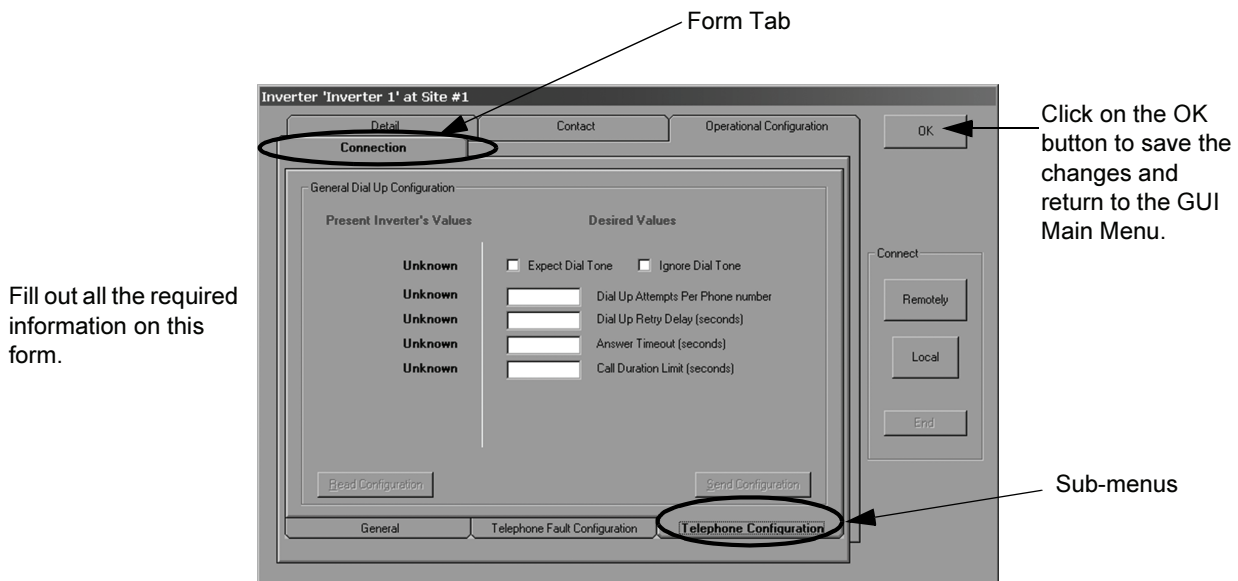 Form Tab
Inverter 'Inverter 1' at Site #1
Detail Contact Operational Configuration
Connection
OK
Click on the OK
button to save the
changes and
return to the GUI
Main Menu.
General Dial Up Configuration
Present Inverter's Values Desired Values
Unknown Expect Dial Tone Ignore Dial Tone
Unknown Dial Up Attempts Per Phone number
Unknown Dial Up Retry Delay (seconds)
Unknown Answer Timeout (seconds)
Unknown Call Duration Limit (seconds)
Fill out all the required
information on this
form.
Connect
Remotely
Local
End
Read Configuration Send Configuration
General Telephone Fault Configuration Telephone Configuration
Sub-menus